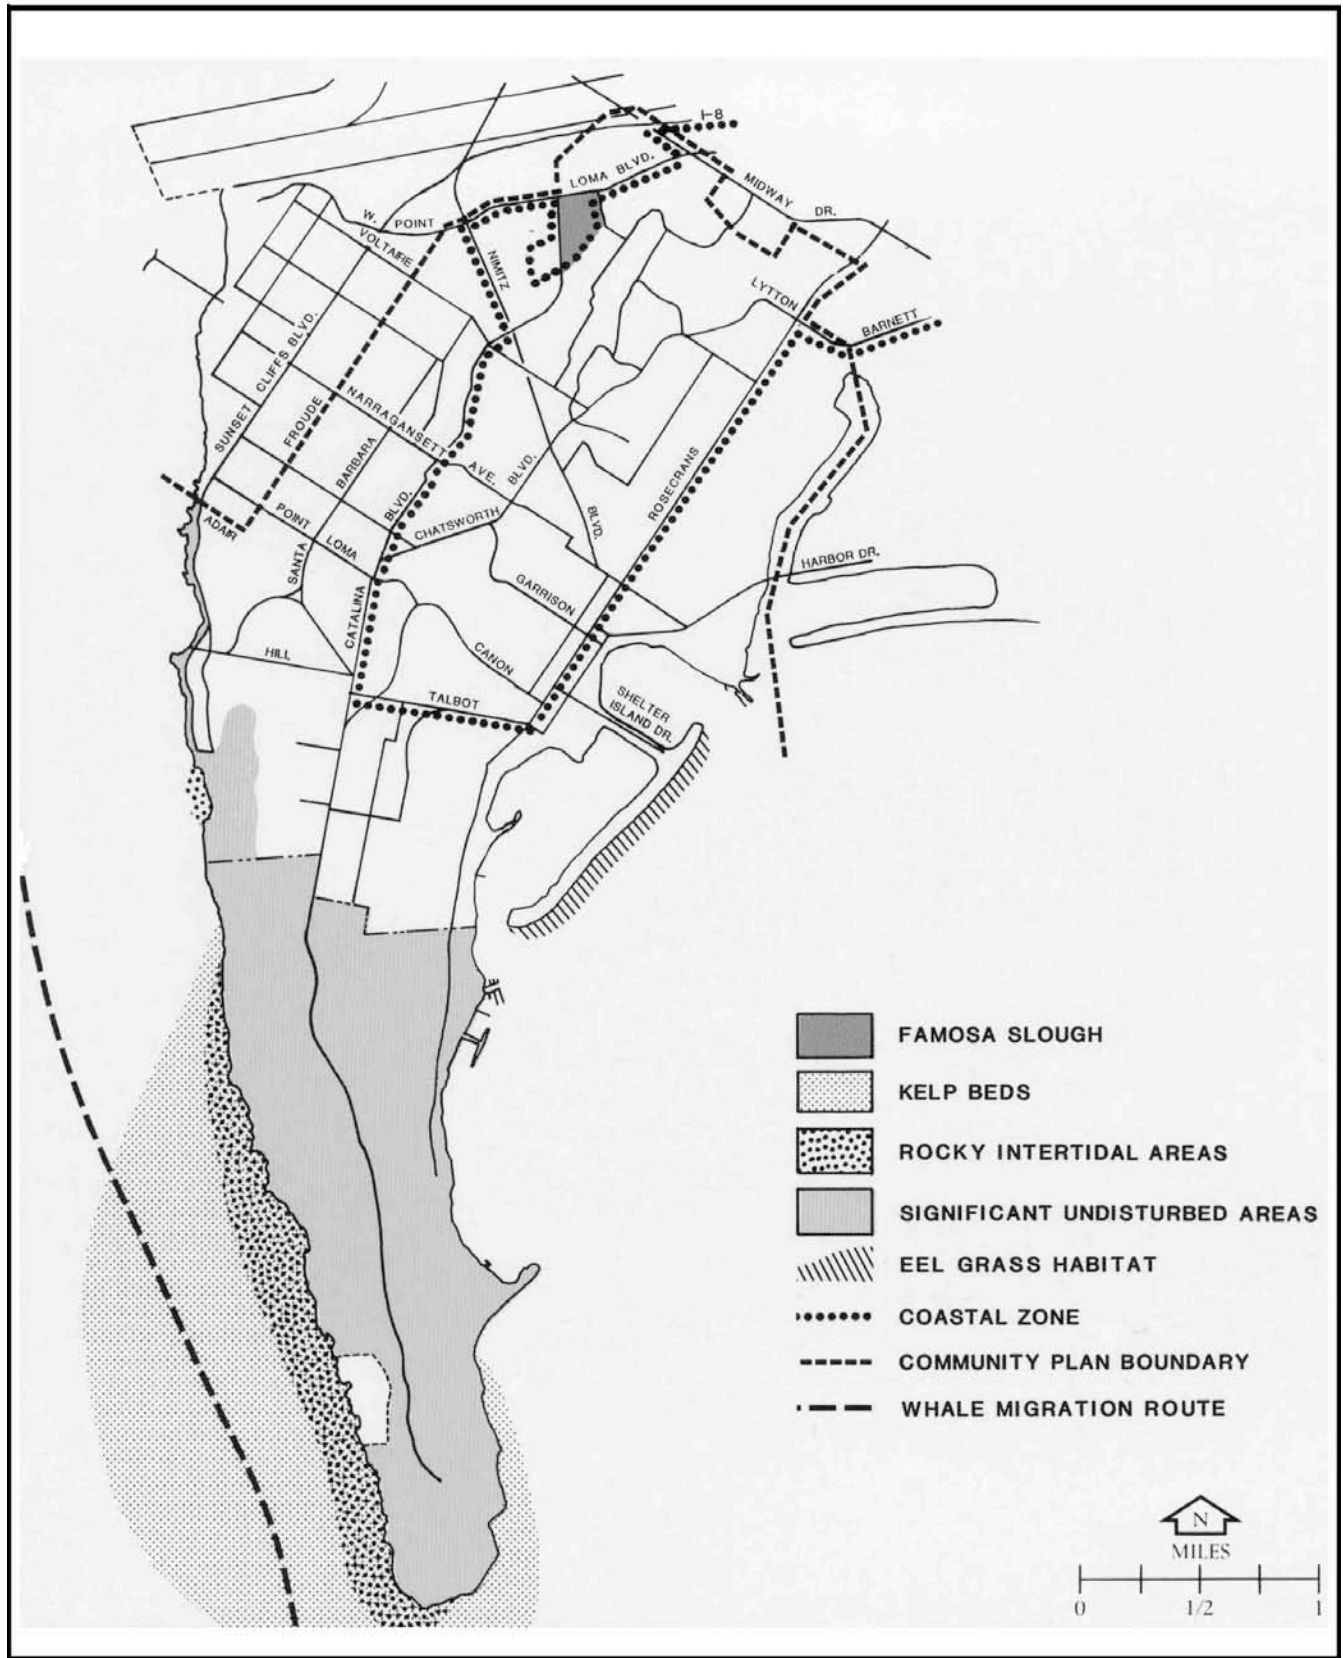 I-8
LOMA BLVD.
MIDWAY
DR.
W.
POINT
VOLTAIRE
NIMITZ
LYTTON
BARNETT
SUNSET
CLIFFS BLVD.
FROUDE
NARRAGANSETT
AVE.
BARBARA
BLVD.
CHATSWORTH
BLVD.
BLVD.
ROSECRANS
ADAIR
POINT
LOMA
SANTA
CATALINA
GARRISON
HARBOR DR.
HILL
CANON
TALBOT
SHELTER
ISLAND DR.
FAMOSA SLOUGH
KELP BEDS
ROCKY INTERTIDAL AREAS
SIGNIFICANT UNDISTURBED AREAS
EEL GRASS HABITAT
COASTAL ZONE
COMMUNITY PLAN BOUNDARY
WHALE MIGRATION ROUTE
N
MILES
0 1/2 1